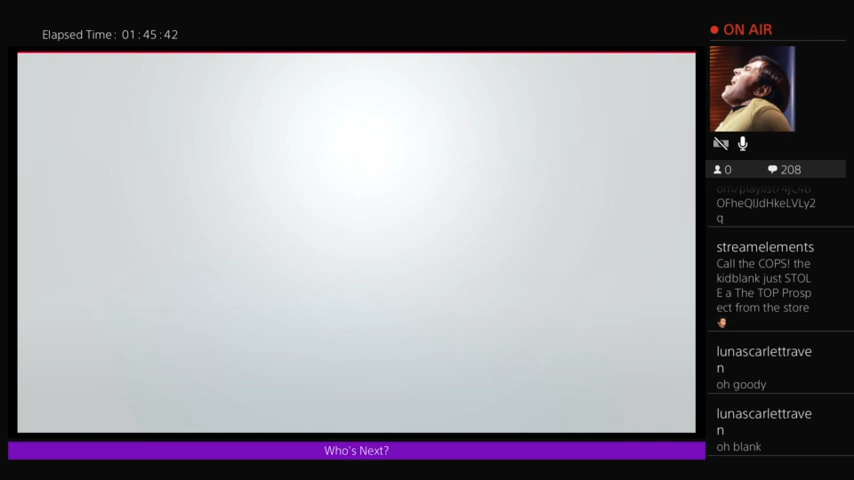 Elapsed Time: 01:45:42
ON AIR
0 208
OFheQlJdHkeLVLy2
q
streamelements
Call the COPS! the
kidblank just STOL
E a The TOP Prosp
ect from the store
lunascarlettrave
n
oh goody
lunascarlettrave
n
oh blank
Who's Next?